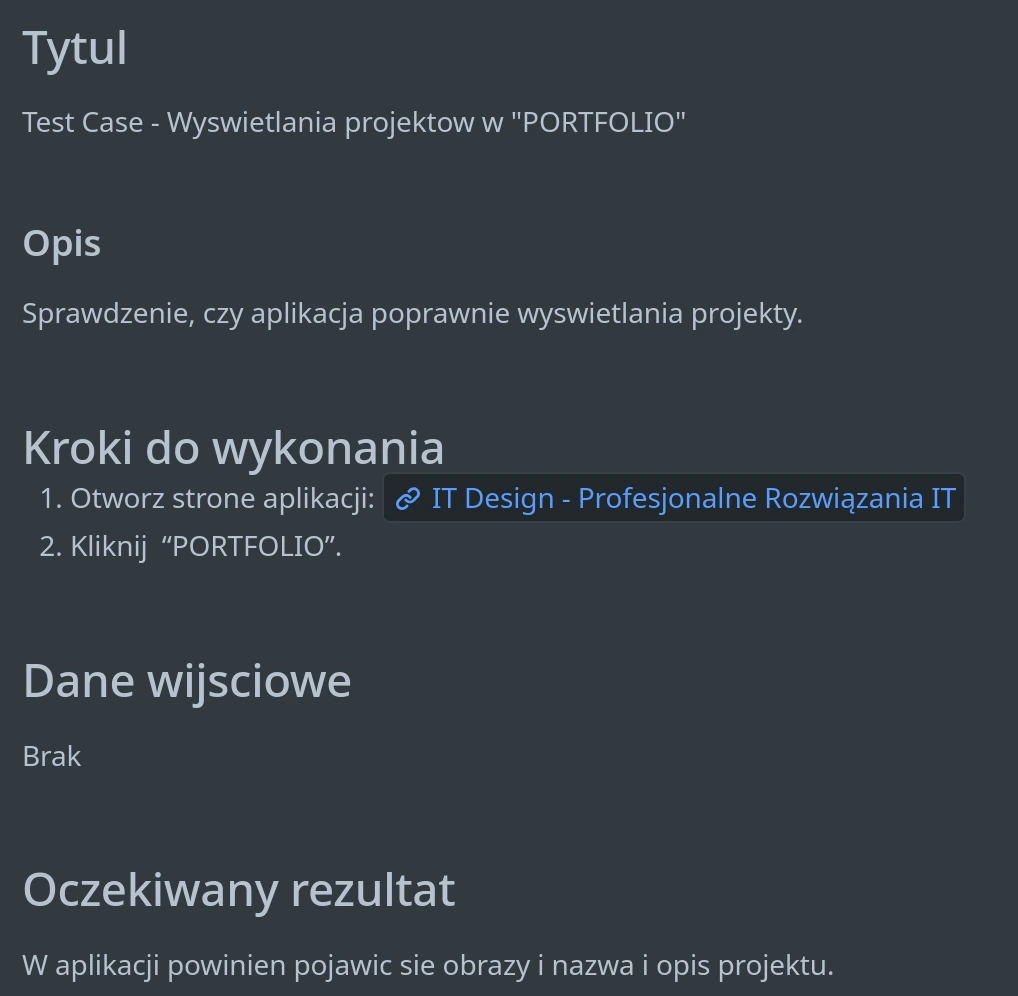 Tytul
Test Case - Wyswietlania projektow w "PORTFOLIO"
Opis
Sprawdzenie, czy aplikacja poprawnie wyswietlania projekty.
Kroki do wykonania
1. Otworz strone aplikacji: IT Design - Profesjonalne Rozwiązania IT
2. Kliknij “PORTFOLIO”.
Dane wijsciowe
Brak
Oczekiwany rezultat
W aplikacji powinien pojawic sie obrazy i nazwa i opis projektu.